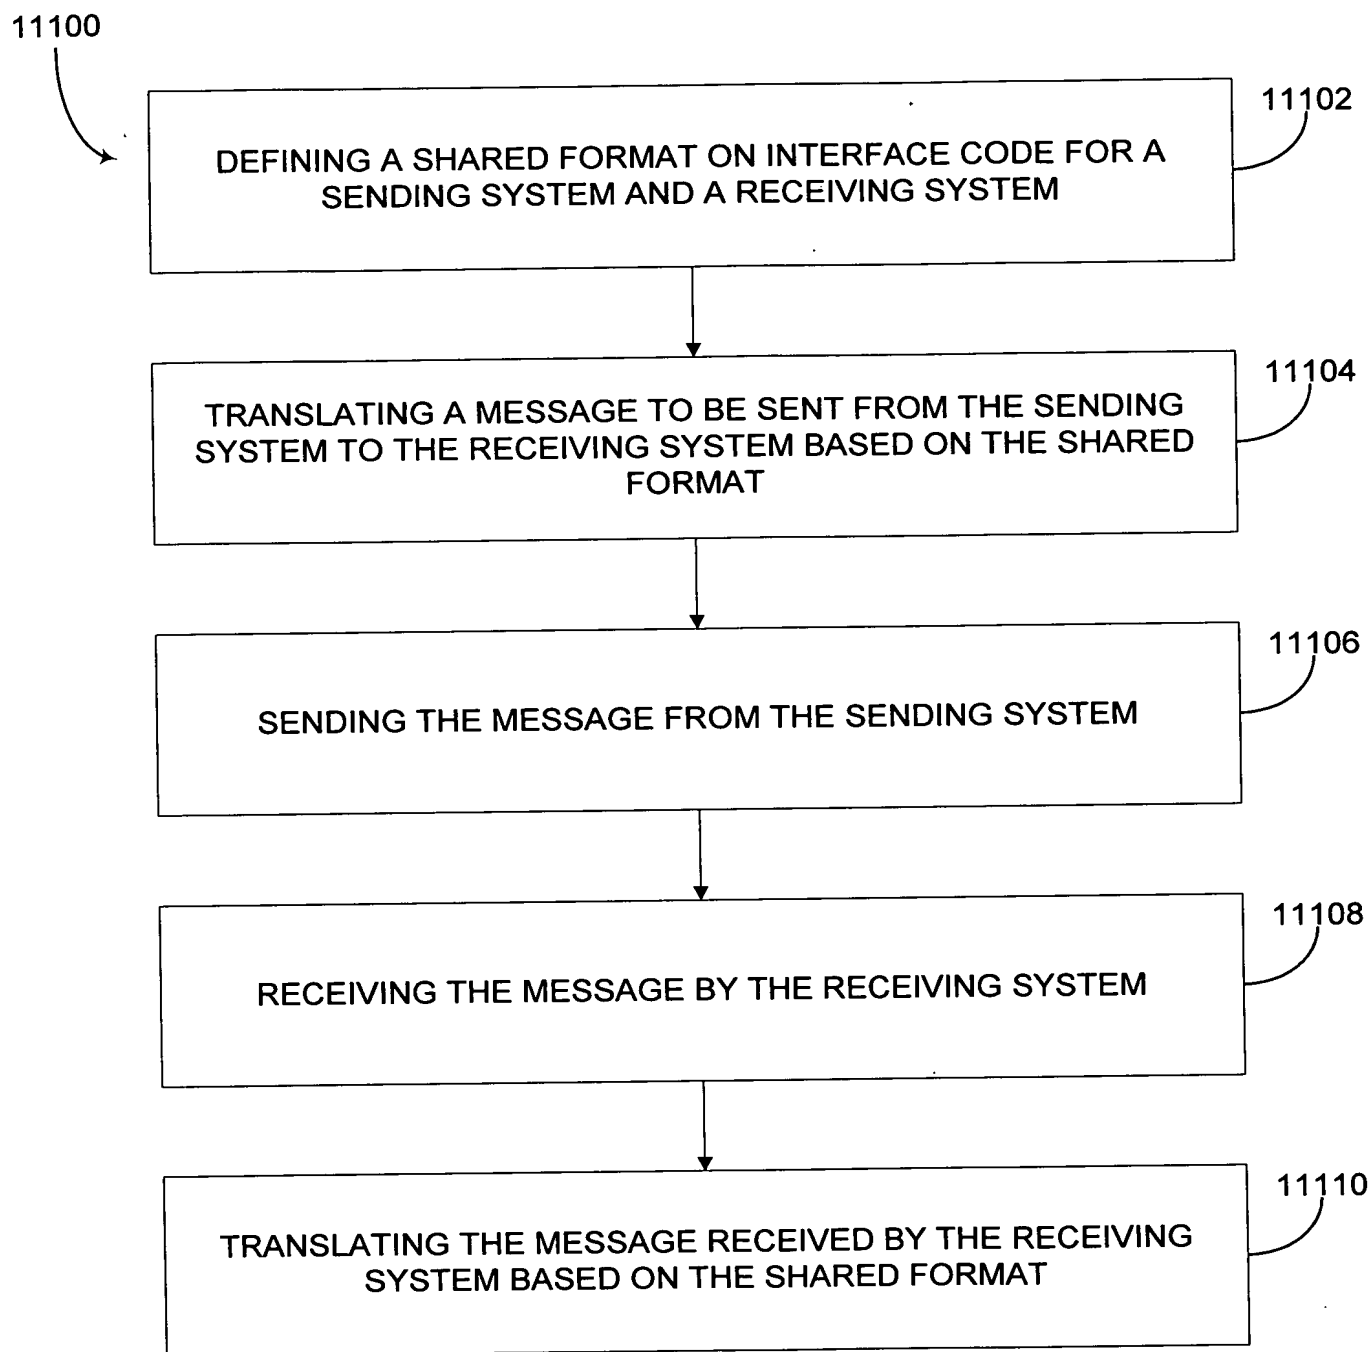 11100
11102
DEFINING A SHARED FORMAT ON INTERFACE CODE FOR A
SENDING SYSTEM AND A RECEIVING SYSTEM
11104
TRANSLATING A MESSAGE TO BE SENT FROM THE SENDING
SYSTEM TO THE RECEIVING SYSTEM BASED ON THE SHARED
FORMAT
11106
SENDING THE MESSAGE FROM THE SENDING SYSTEM
11108
RECEIVING THE MESSAGE BY THE RECEIVING SYSTEM
11110
TRANSLATING THE MESSAGE RECEIVED BY THE RECEIVING
SYSTEM BASED ON THE SHARED FORMAT